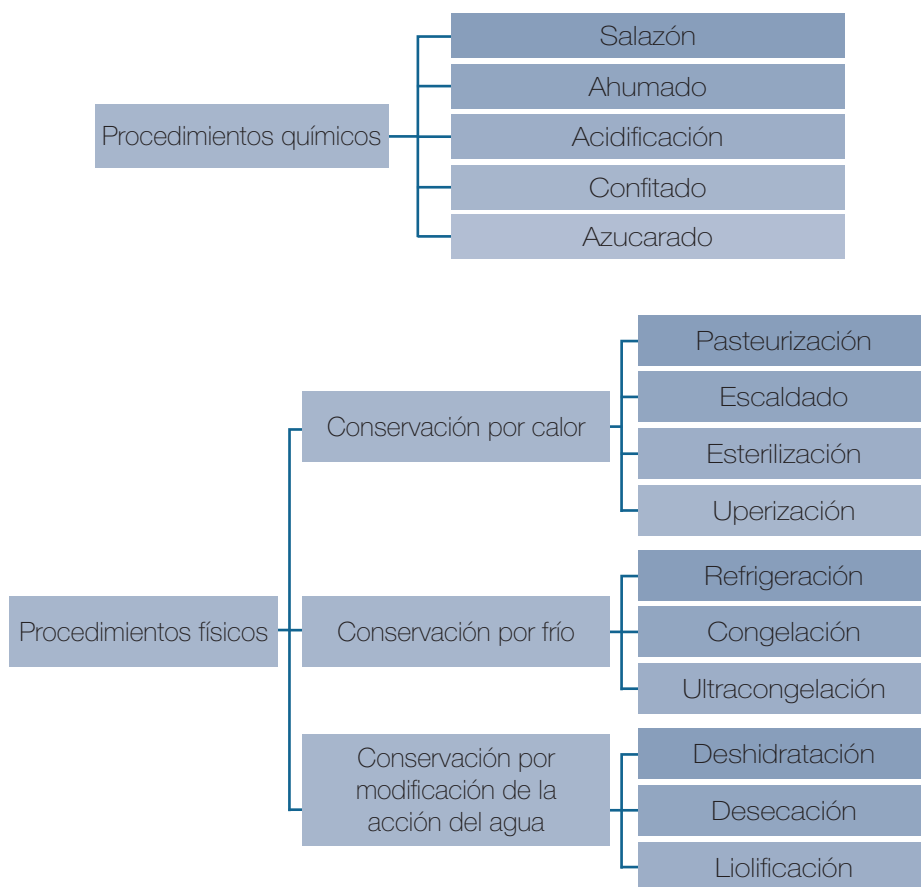 Procedimientos químicos
Salazón
Ahumado
Acidificación
Confitado
Azucarado
Procedimientos físicos
Conservación por calor
Pasteurización
Escaldado
Esterilización
Uperización
Conservación por frío
Refrigeración
Congelación
Ultracongelación
Conservación por
modificación de la
acción del agua
Deshidratación
Desecación
Liolificación